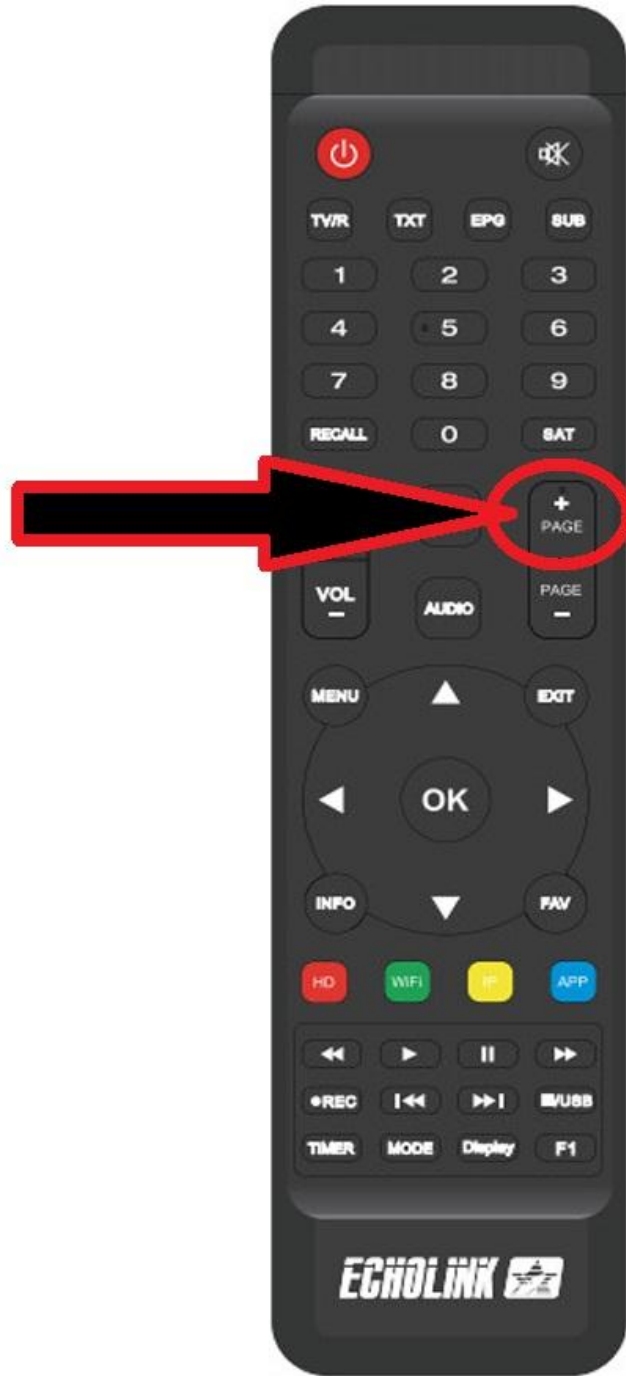 TV/R TXT EPG SUB
1 2 3
4 5 6
7 8 9
RECALL 0 SAT
+
PAGE
VOL AUDIO PAGE
− −
MENU EXIT
OK
INFO FAV
HD WiFi IP APP
●REC /USB
TIMER MODE Display F1
ECHOLINK